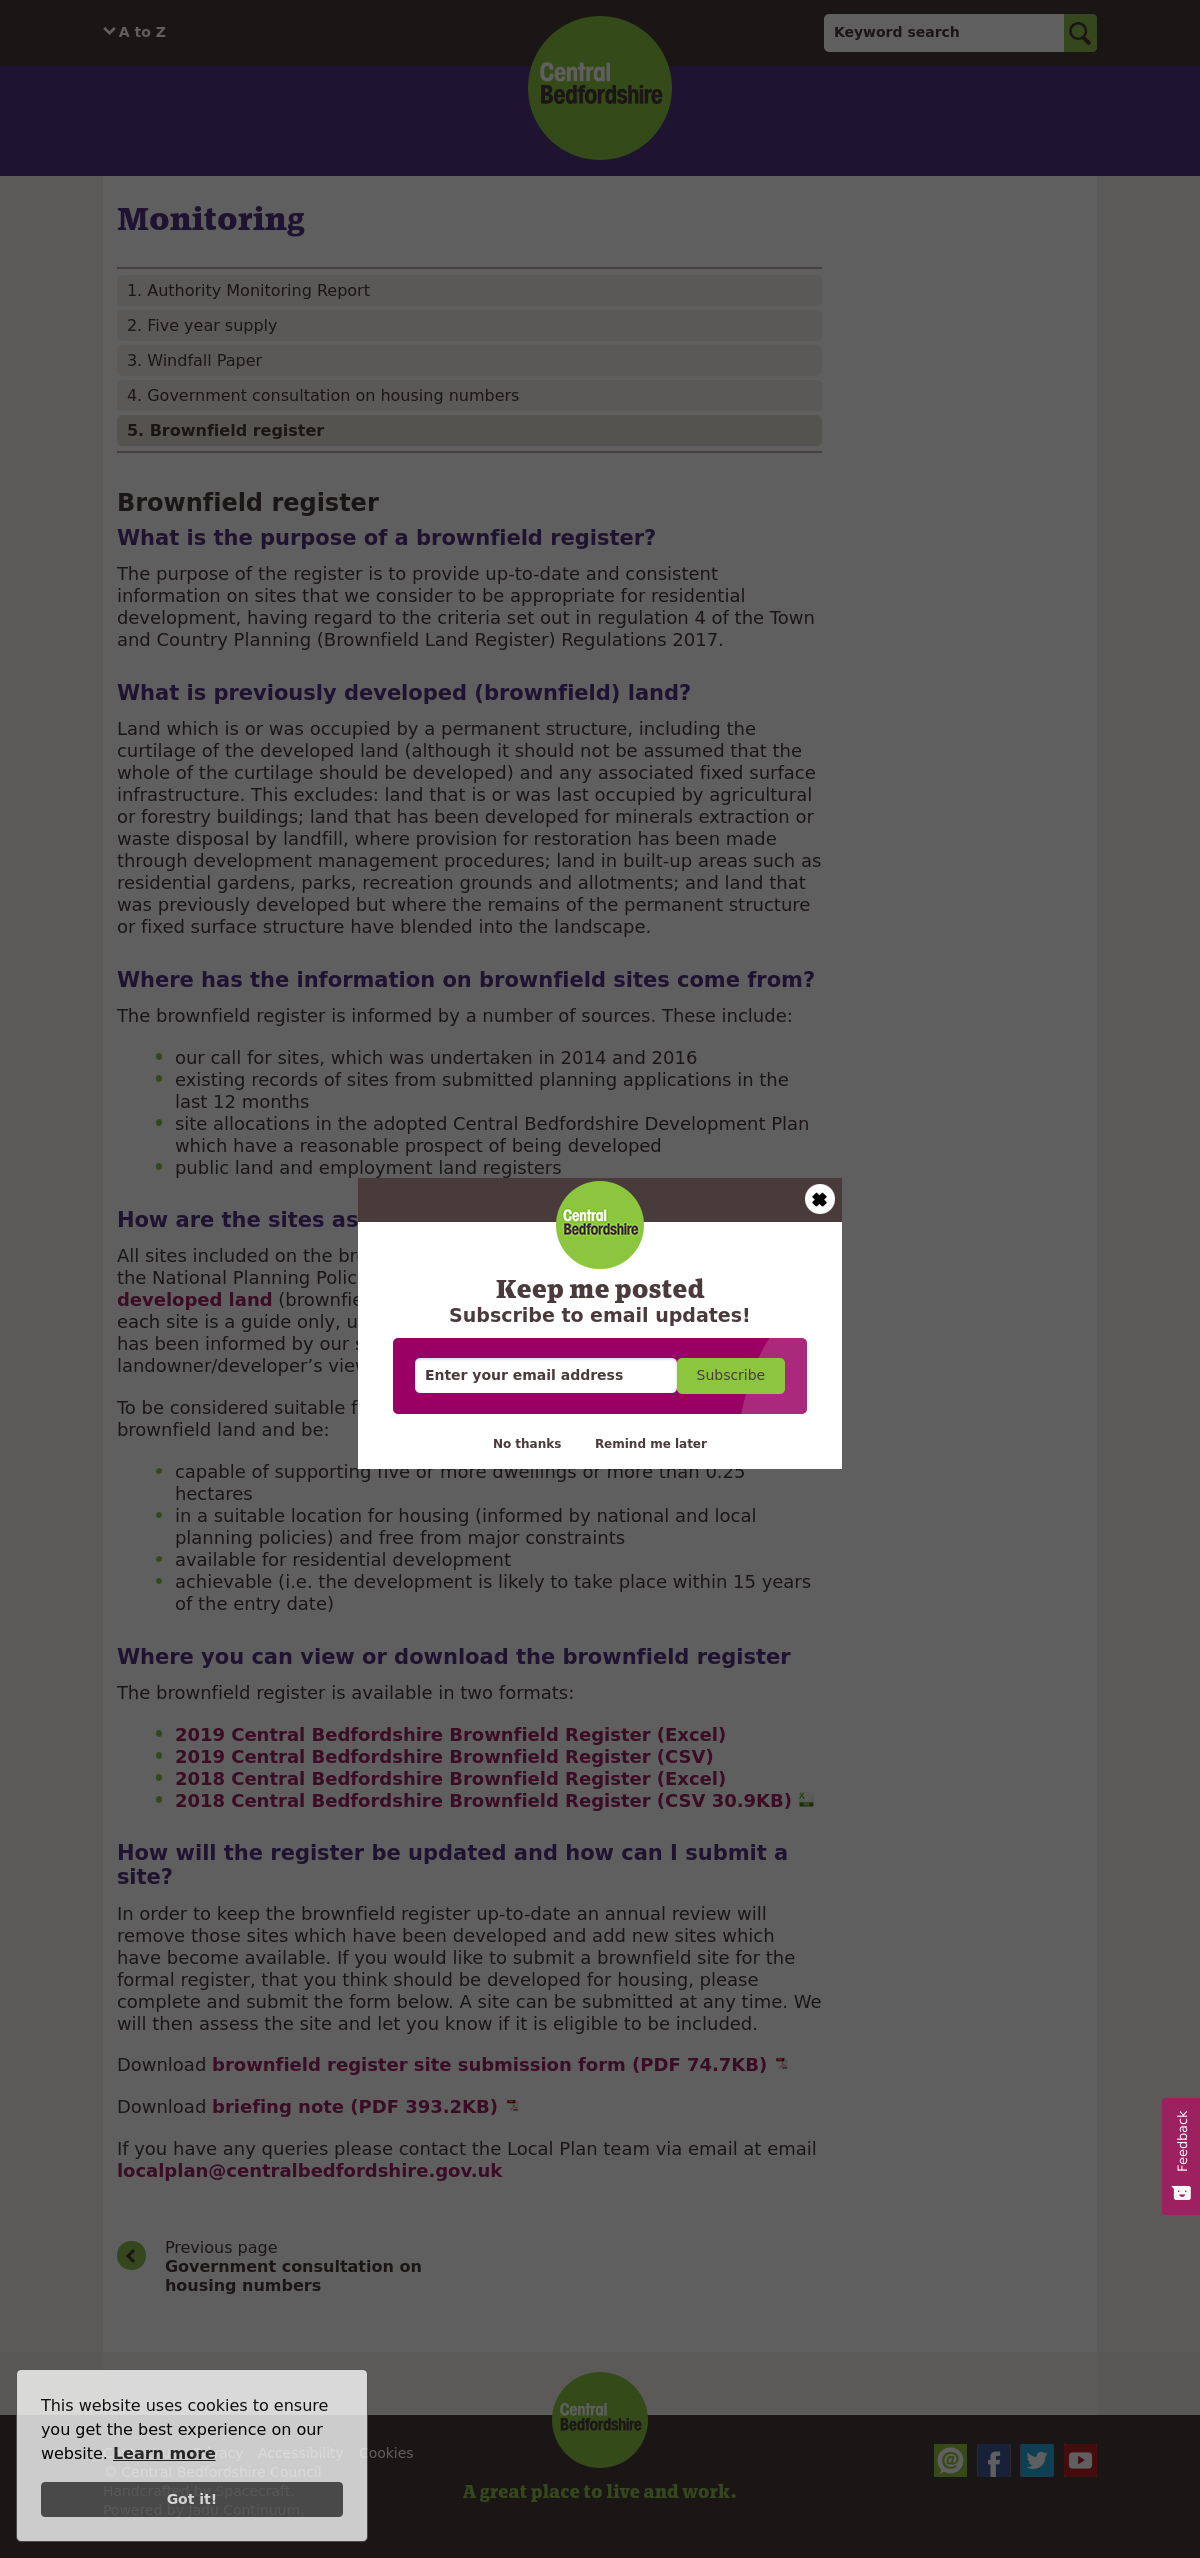 A to Z
Keyword search
Central
Bedfordshire
Monitoring
1. Authority Monitoring Report
2. Five year supply
3. Windfall Paper
4. Government consultation on housing numbers
5. Brownfield register
Brownfield register
What is the purpose of a brownfield register?
The purpose of the register is to provide up-to-date and consistent
information on sites that we consider to be appropriate for residential
development, having regard to the criteria set out in regulation 4 of the Town
and Country Planning (Brownfield Land Register) Regulations 2017.
What is previously developed (brownfield) land?
Land which is or was occupied by a permanent structure, including the
curtilage of the developed land (although it should not be assumed that the
whole of the curtilage should be developed) and any associated fixed surface
infrastructure. This excludes: land that is or was last occupied by agricultural
or forestry buildings; land that has been developed for minerals extraction or
waste disposal by landfill, where provision for restoration has been made
through development management procedures; land in built-up areas such as
residential gardens, parks, recreation grounds and allotments; and land that
was previously developed but where the remains of the permanent structure
or fixed surface structure have blended into the landscape.
Where has the information on brownfield sites come from?
The brownfield register is informed by a number of sources. These include:
our call for sites, which was undertaken in 2014 and 2016
existing records of sites from submitted planning applications in the
last 12 months
site allocations in the adopted Central Bedfordshire Development Plan
which have a reasonable prospect of being developed
public land and employment land registers
How are the sites as
All sites included on the
the National Planning
developed land
each site is a guide only,
has been informed by our
landowner/developer's
To be considered suitable
brownfield land and be:
Central
Bedfordshire
Keep me posted
Subscribe to email updates!
Enter your email address
Subscribe
No thanks
Remind me later
capable of supporting five or more dwellings or more than 0.25
hectares
in a suitable location for housing (informed by national and local
planning policies) and free from major constraints
available for residential development
achievable (i.e. the development is likely to take place within 15 years
of the entry date)
Where you can view or download the brownfield register
The brownfield register is available in two formats:
2019 Central Bedfordshire Brownfield Register (Excel)
2019 Central Bedfordshire Brownfield Register (CSV)
2018 Central Bedfordshire Brownfield Register (Excel)
2018 Central Bedfordshire Brownfield Register (CSV 30.9KB)
How will the register be updated and how can I submit a
site?
In order to keep the brownfield register up-to-date an annual review will
remove those sites which have been developed and add new sites which
have become available. If you would like to submit a brownfield site for the
formal register, that you think should be developed for housing, please
complete and submit the form below. A site can be submitted at any time. We
will then assess the site and let you know if it is eligible to be included.
Download brownfield register site submission form (PDF 74.7KB)
Download briefing note (PDF 393.2KB)
If you have any queries please contact the Local Plan team via email at email
localplan@centralbedfordshire.gov.uk
Feedback
Previous page
Government consultation on
housing numbers
This website uses cookies to ensure
you get the best experience on our
website. Learn more
Got it!
Accessibility Cookies
© Central Bedfordshire Council
Handcrafted by Spacecraft.
Powered by Jadu Continuum.
Central
Bedfordshire
A great place to live and work.